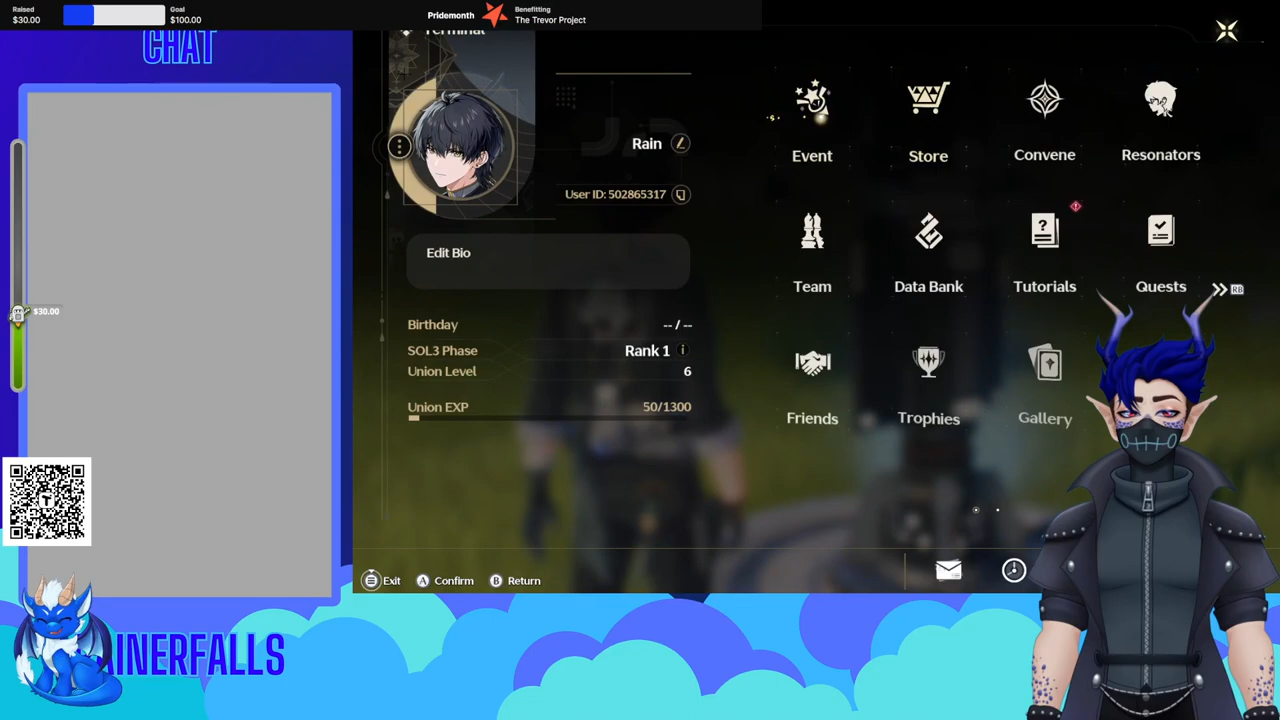 Raised
$30.00
Goal
$100.00
Pridemonth
Benefitting
The Trevor Project
CHAT
Terminal
Rain
User ID: 502865317
Edit Bio
Birthday
-- / --
SOL3 Phase
Rank 1
Union Level
6
Union EXP
50/1300
Event
Store
Convene
Resonators
Team
Data Bank
Tutorials
Quests
RB
Friends
Trophies
Gallery
$30.00
T
Exit
A Confirm
B Return
INERFALLS